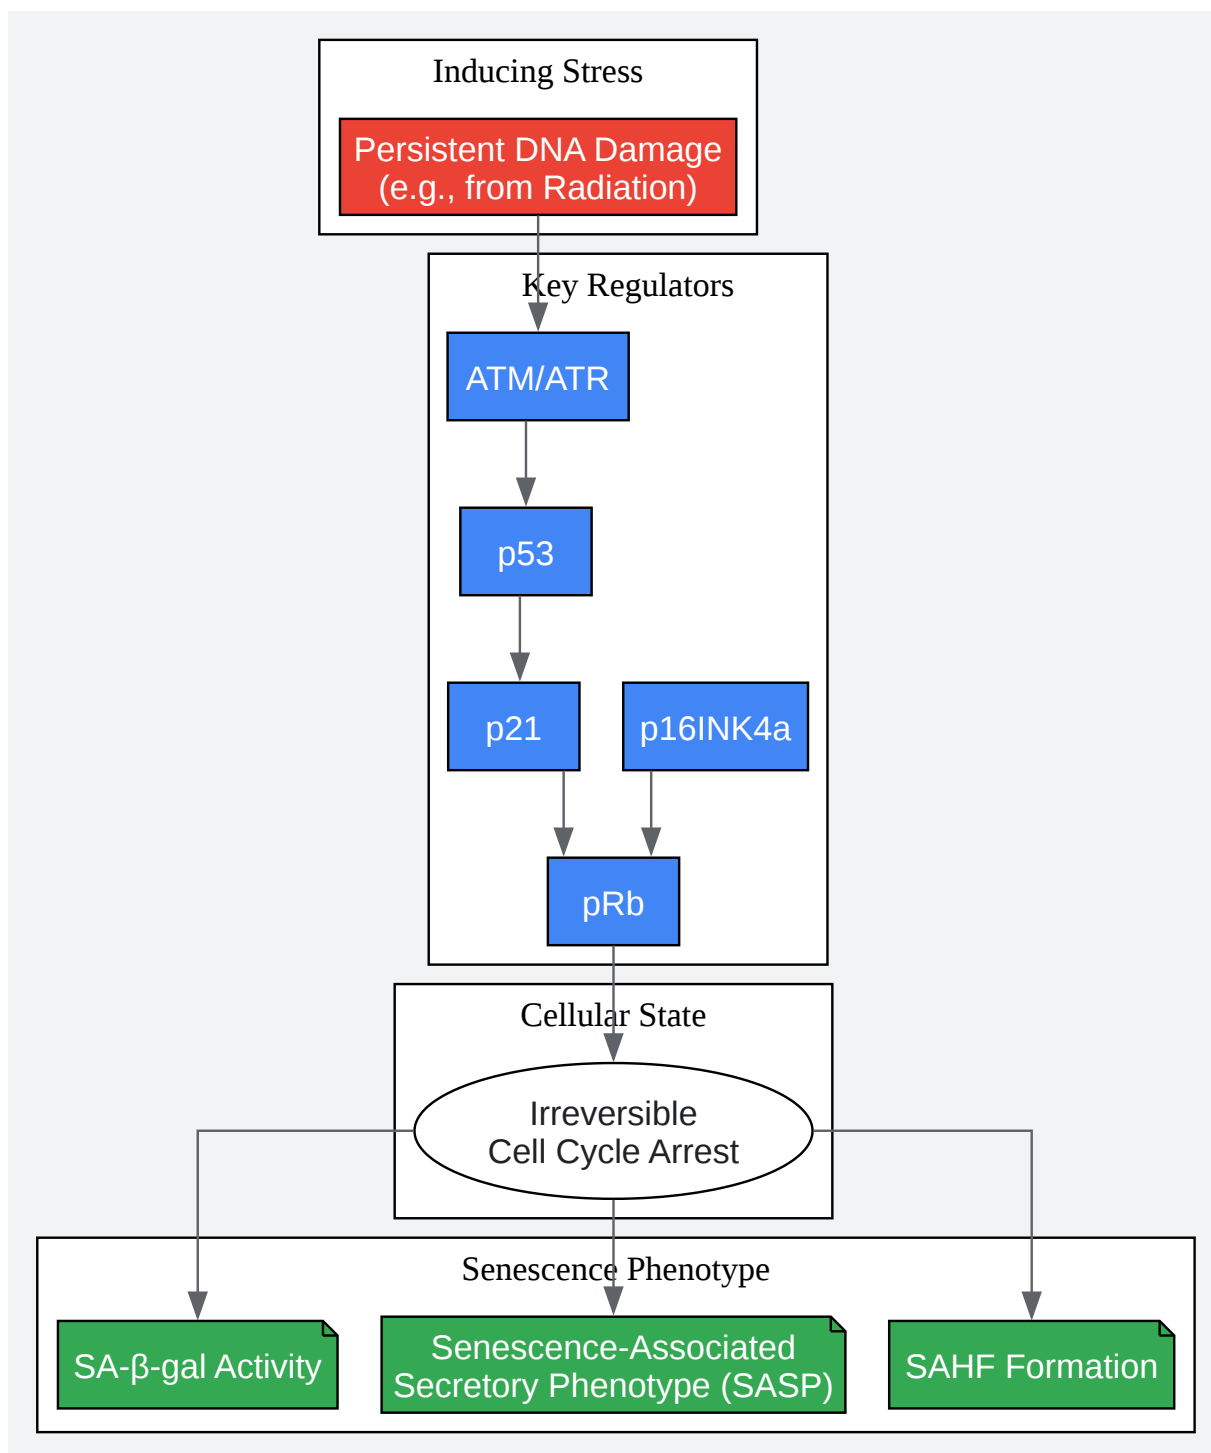 Inducing Stress
Persistent DNA Damage
(e.g., from Radiation)
Key Regulators
ATM/ATR
p53
p21
p16INK4a
pRb
Cellular State
Irreversible
Cell Cycle Arrest
Senescence Phenotype
SA-β-gal Activity
Senescence-Associated
Secretory Phenotype (SASP)
SAHF Formation